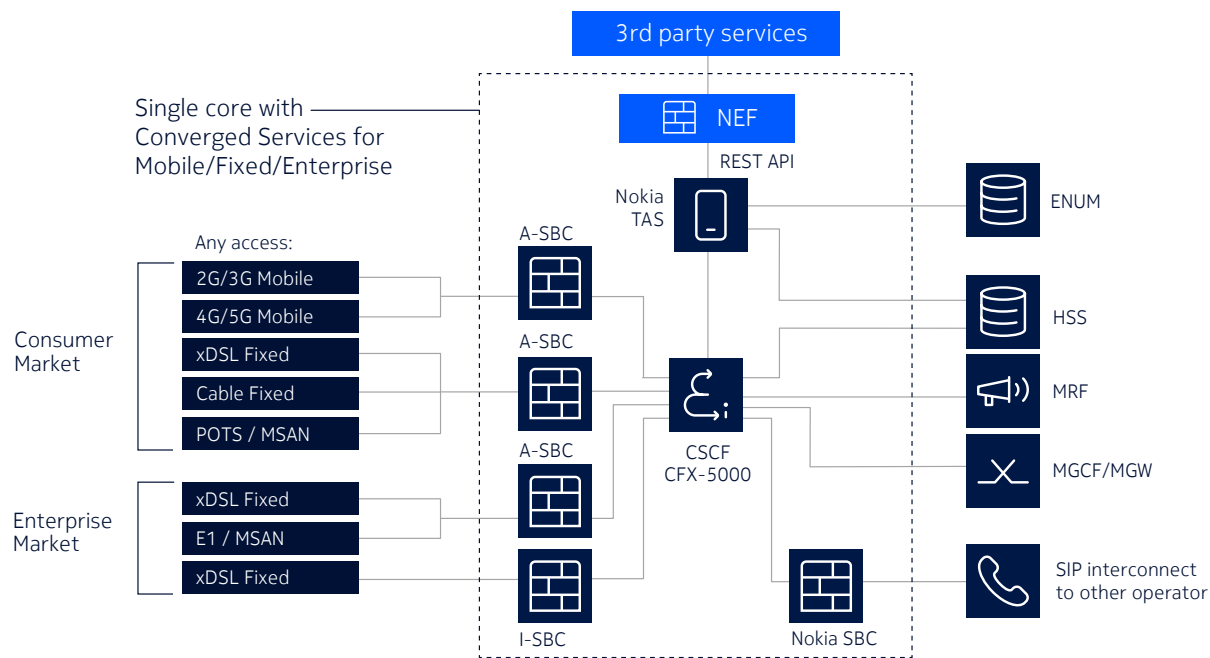 3rd party services
Single core with
Converged Services for
Mobile/Fixed/Enterprise
NEF
REST API
Nokia
TAS
ENUM
A-SBC
Any access:
2G/3G Mobile
4G/5G Mobile
HSS
Consumer
Market
xDSL Fixed
Cable Fixed
POTS / MSAN
A-SBC
MRF
CSCF
CFX-5000
A-SBC
MGCF/MGW
Enterprise
Market
xDSL Fixed
E1 / MSAN
xDSL Fixed
I-SBC
Nokia SBC
SIP interconnect
to other operator